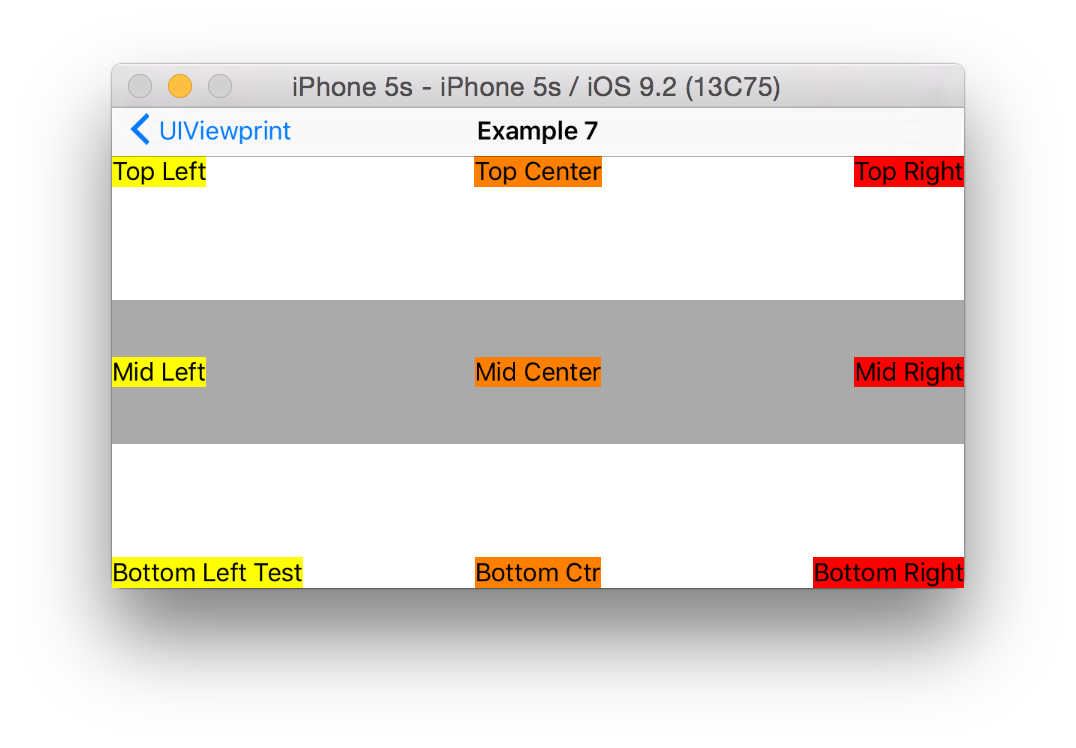 iPhone 5s - iPhone 5s / iOS 9.2 (13C75)
UIViewprint Example 7
Top Left Top Center Top Right
Mid Left Mid Center Mid Right
Bottom Left Test Bottom Ctr Bottom Right